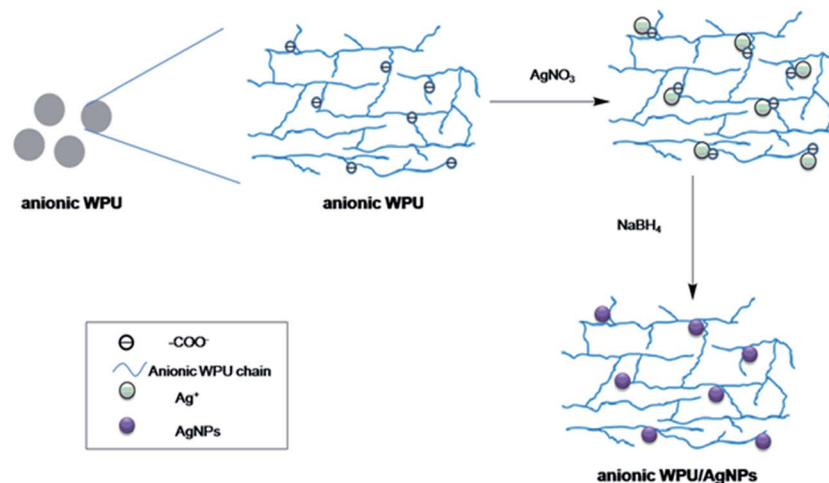 AgNO₃
anionic WPU
anionic WPU
NaBH₄
-COO⁻
Anionic WPU chain
Ag⁺
AgNPs
anionic WPU/AgNPs